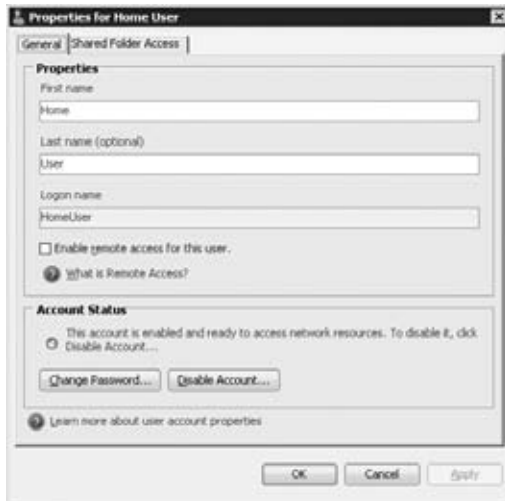 Properties for Home User
General
Shared Folder Access
Properties
First name
Home
Last name (optional)
User
Logon name
HomeUser
Enable remote access for this user.
What is Remote Access?
Account Status
This account is enabled and ready to access network resources. To disable it, click
Disable Account...
Change Password...
Disable Account...
Learn more about user account properties
OK
Cancel
Apply